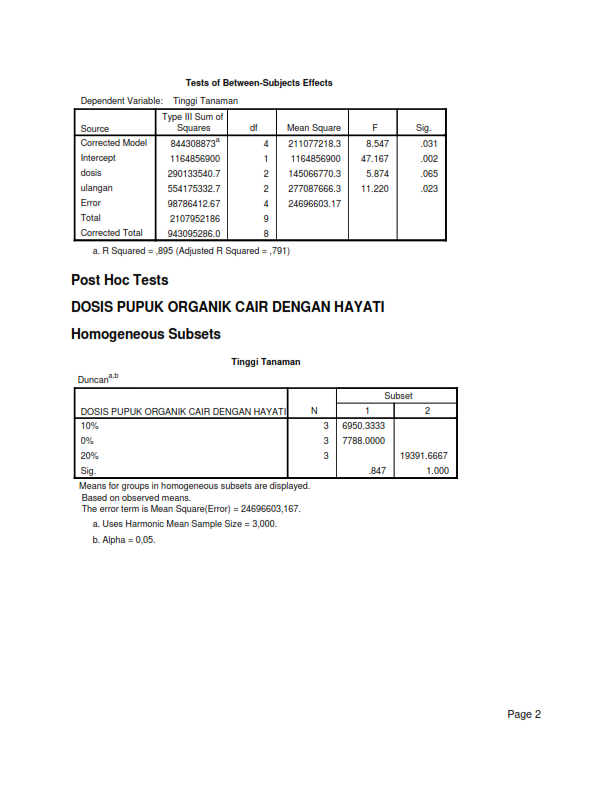 Tests of Between-Subjects Effects
Dependent Variable: Tinggi Tanaman
Source Type III Sum of Squares df Mean Square F Sig.
Corrected Model 844308873a 4 211077218.3 8.547 .031
Intercept 1164856900 1 1164856900 47.167 .002
dosis 290133540.7 2 145066770.3 5.874 .065
ulangan 554175332.7 2 277087666.3 11.220 .023
Error 98786412.67 4 24696603.17
Total 2107952186 9
Corrected Total 943095286.0 8
a. R Squared = ,895 (Adjusted R Squared = ,791)
Post Hoc Tests
DOSIS PUPUK ORGANIK CAIR DENGAN HAYATI
Homogeneous Subsets
Tinggi Tanaman
Duncana,b
Subset
DOSIS PUPUK ORGANIK CAIR DENGAN HAYATI N 1 2
10% 3 6950.3333
0% 3 7788.0000
20% 3 19391.6667
Sig. .847 1.000
Means for groups in homogeneous subsets are displayed.
Based on observed means.
The error term is Mean Square(Error) = 24696603,167.
a. Uses Harmonic Mean Sample Size = 3,000.
b. Alpha = 0,05.
Page 2